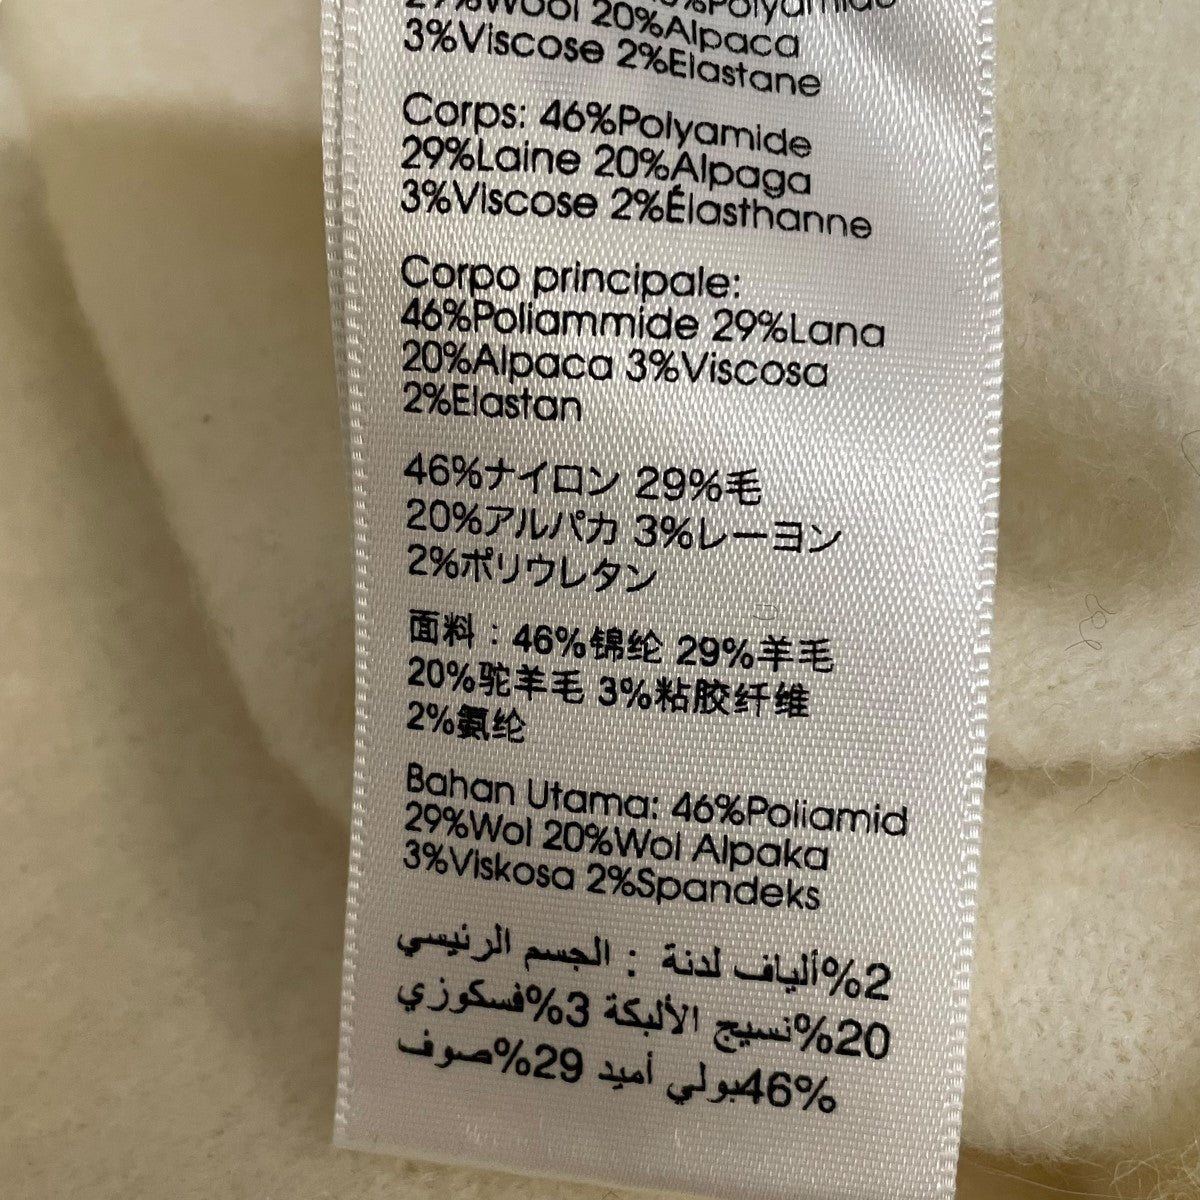 %Polyamide
29%Wool 20%Alpaca
3%Viscose 2%Elastane
Corps: 46%Polyamide
29%Laine 20%Alpaga
3%Viscose 2%Élasthanne
Corpo principale:
46%Poliammide 29%Lana
20%Alpaca 3%Viscosa
2%Elastan
46%ナイロン 29%毛
20%アルパカ 3%レーヨン
2%ポリウレタン
面料：46%锦纶 29%羊毛
20%驼羊毛 3%粘胶纤维
2%氨纶
Bahan Utama: 46%Poliamid
29%Wol 20%Wol Alpaka
3%Viskosa 2%Spandeks
2%ألياف لدنة : الجسم الرئيسي
20%نسيج الألبكة 3%فسكوزي
46%بولي أميد 29%صوف